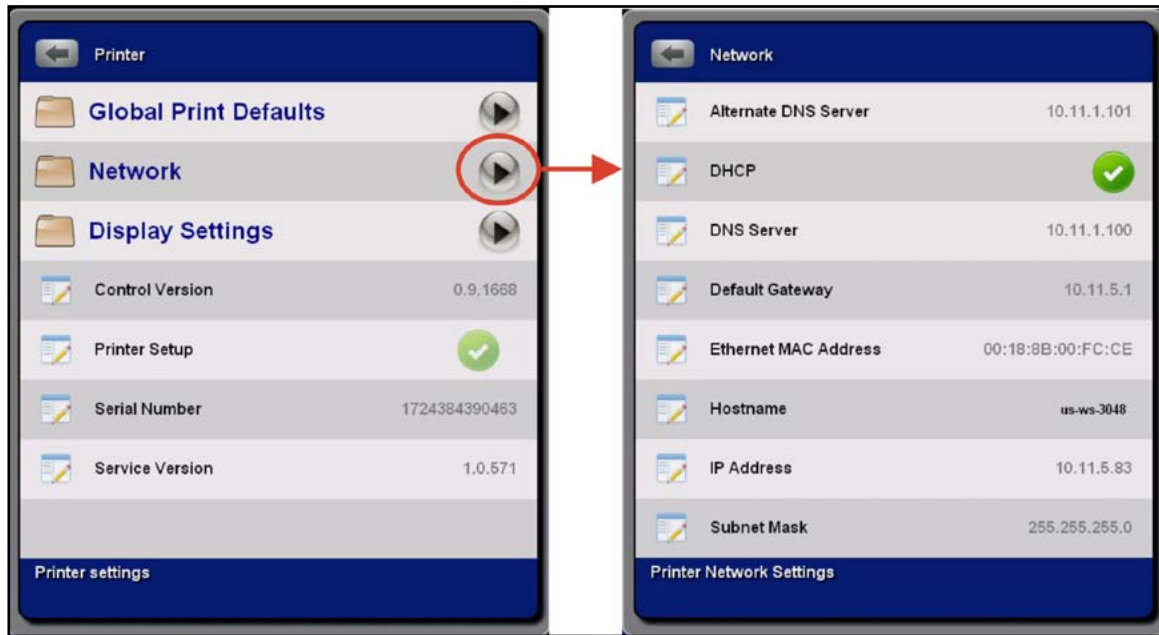 Printer
Global Print Defaults
Network
Display Settings
Control Version 0.9.1668
Printer Setup
Serial Number 1724384390463
Service Version 1.0.571
Printer settings
Network
Alternate DNS Server 10.11.1.101
DHCP
DNS Server 10.11.1.100
Default Gateway 10.11.5.1
Ethernet MAC Address 00:18:8B:00:FC:CE
Hostname us-ws-3048
IP Address 10.11.5.83
Subnet Mask 255.255.255.0
Printer Network Settings